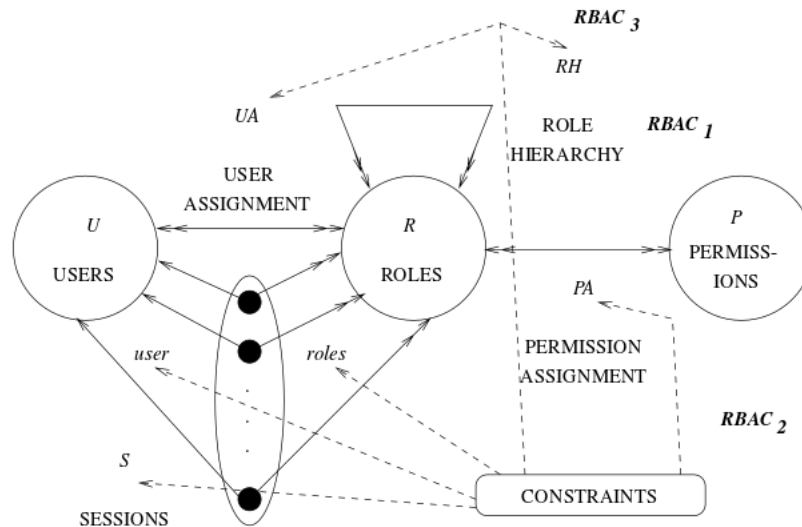 RBAC 3
RH
UA
ROLE
HIERARCHY
RBAC 1
USER
ASSIGNMENT
U
USERS
R
ROLES
P
PERMISS-
IONS
PA
user
roles
PERMISSION
ASSIGNMENT
RBAC 2
S
SESSIONS
CONSTRAINTS